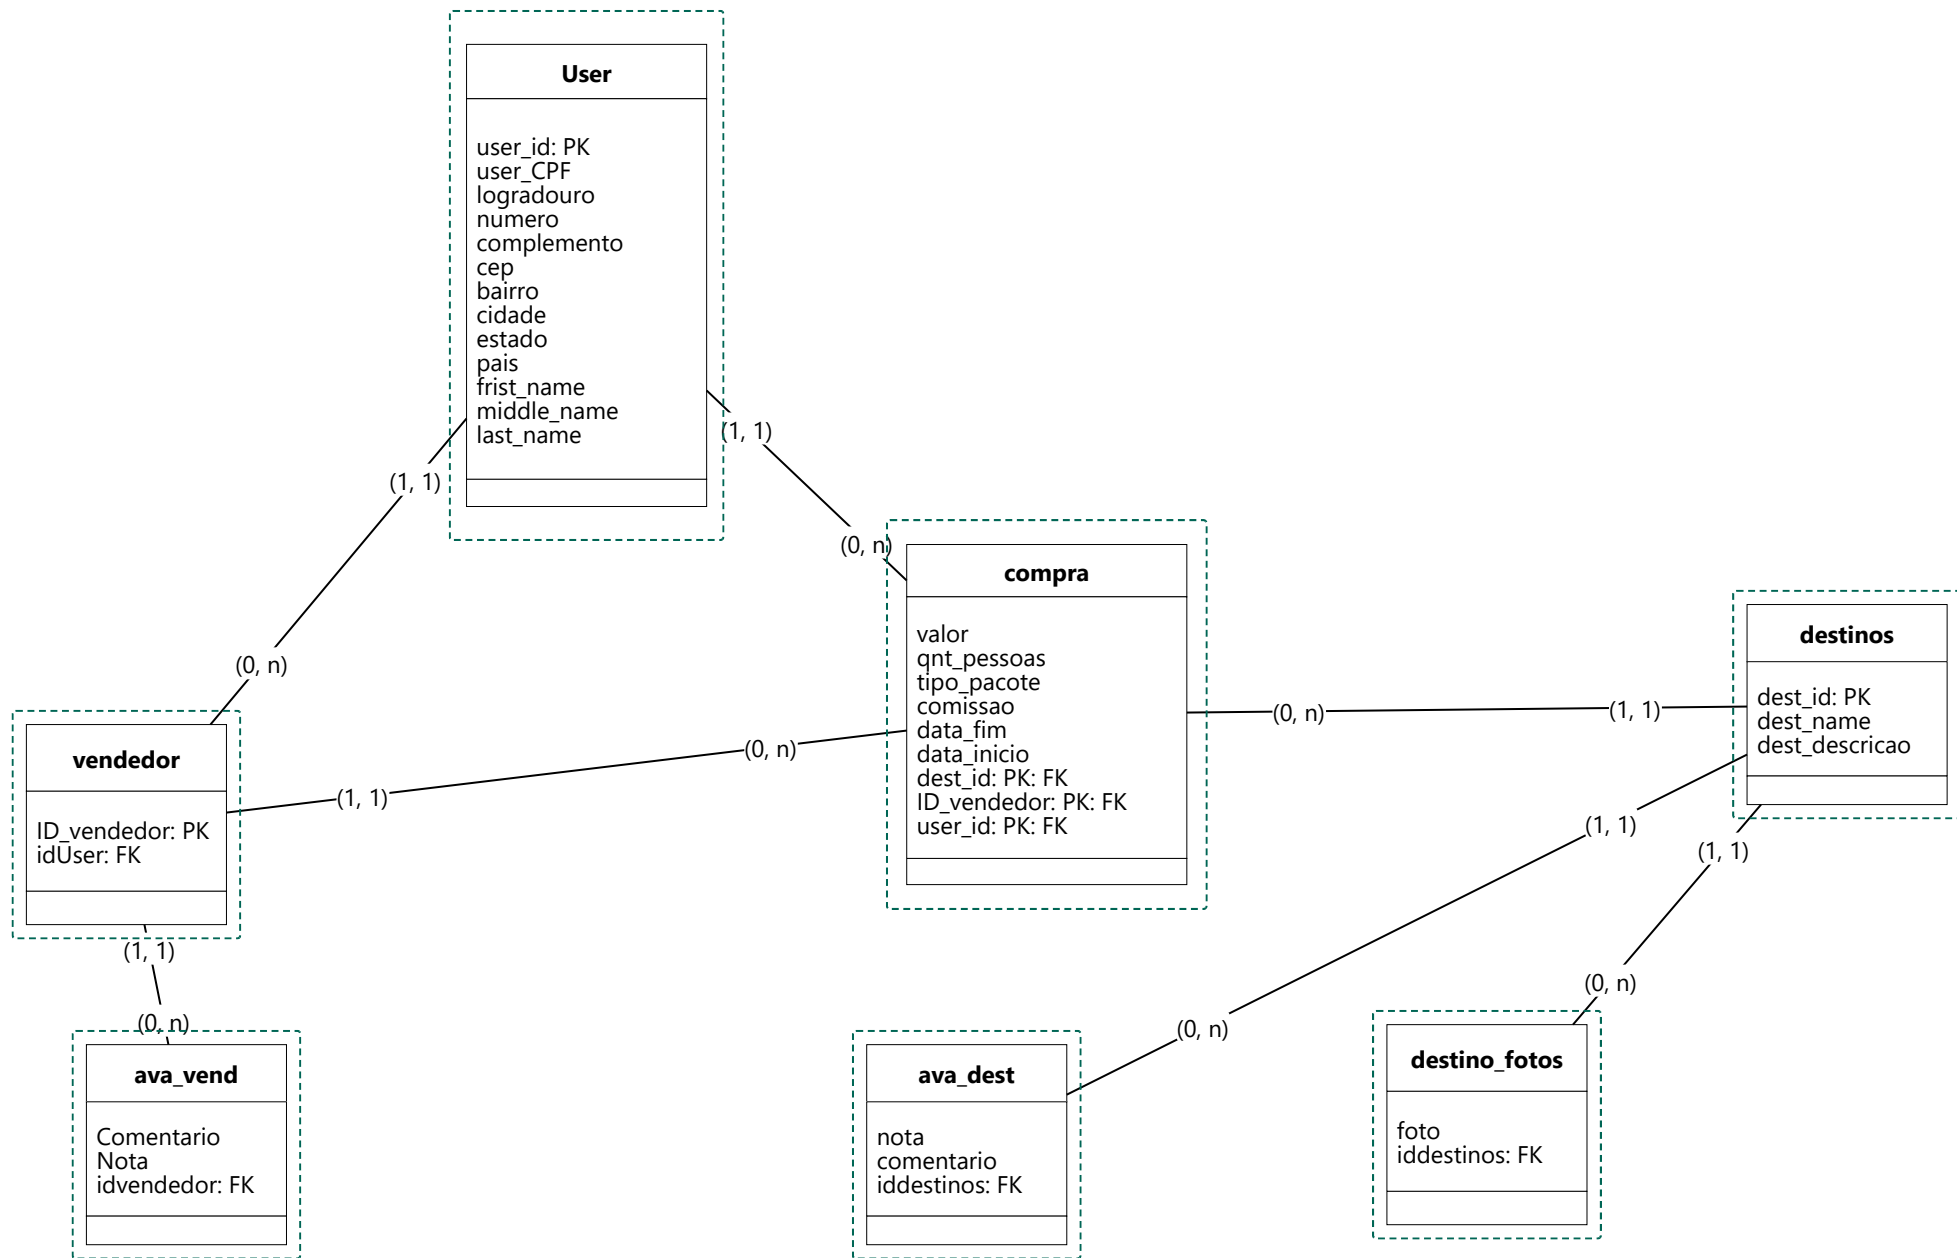 User
user_id: PK
user_CPF
logradouro
numero
complemento
cep
bairro
cidade
estado
pais
frist_name
middle_name
last_name
(1, 1)
(1, 1)
(0, n)
(0, n)
compra
valor
qnt_pessoas
tipo_pacote
comissao
data_fim
data_inicio
dest_id: PK: FK
ID_vendedor: PK: FK
user_id: PK: FK
destinos
dest_id: PK
dest_name
dest_descricao
(0, n)
(1, 1)
(0, n)
(1, 1)
vendedor
ID_vendedor: PK
idUser: FK
(1, 1)
(1, 1)
(1, 1)
(0, n)
(0, n)
(0, n)
ava_vend
Comentario
Nota
idvendedor: FK
ava_dest
nota
comentario
iddestinos: FK
destino_fotos
foto
iddestinos: FK